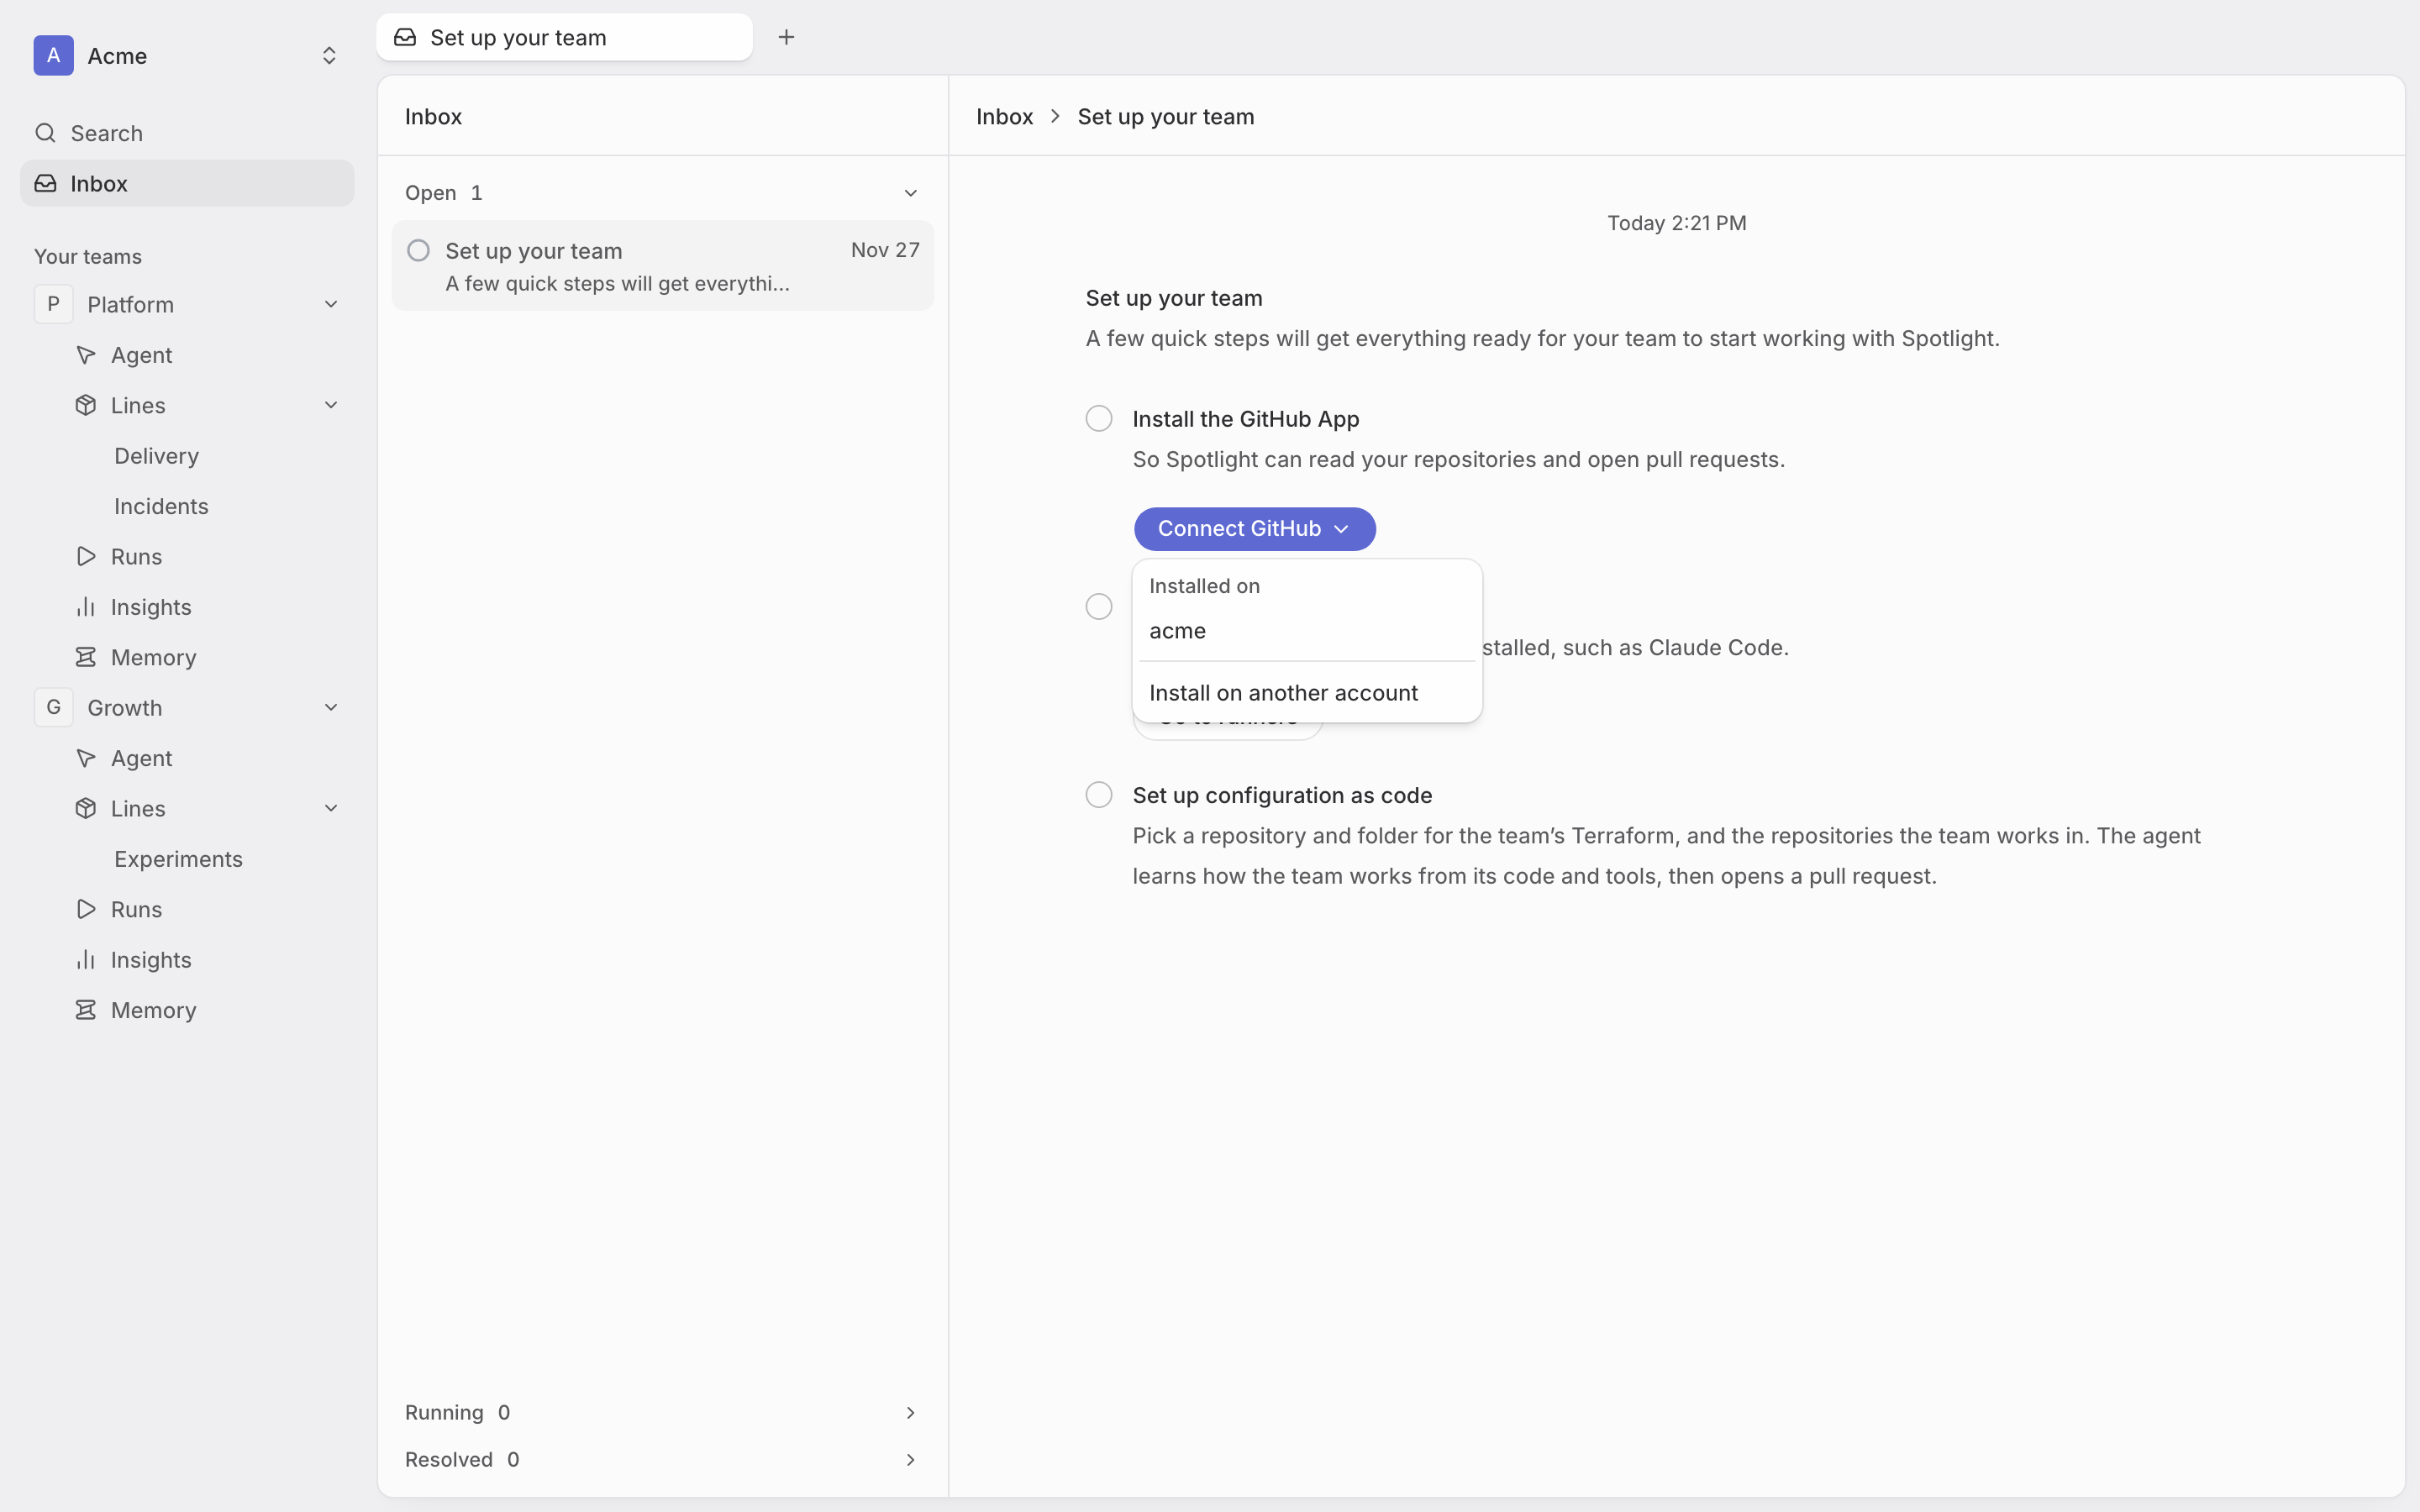 A
Acme
Search
Inbox
Your teams
P
Platform
Agent
Lines
Delivery
Incidents
Runs
Insights
Memory
G
Growth
Agent
Lines
Experiments
Runs
Insights
Memory
Set up your team
Inbox
Open 1
Set up your team Nov 27
A few quick steps will get everythi...
Running 0
Resolved 0
Inbox > Set up your team
Today 2:21 PM
Set up your team
A few quick steps will get everything ready for your team to start working with Spotlight.
Install the GitHub App
So Spotlight can read your repositories and open pull requests.
Connect GitHub
Installed on
acme
Install on another account
stalled, such as Claude Code.
Set up configuration as code
Pick a repository and folder for the team’s Terraform, and the repositories the team works in. The agent
learns how the team works from its code and tools, then opens a pull request.